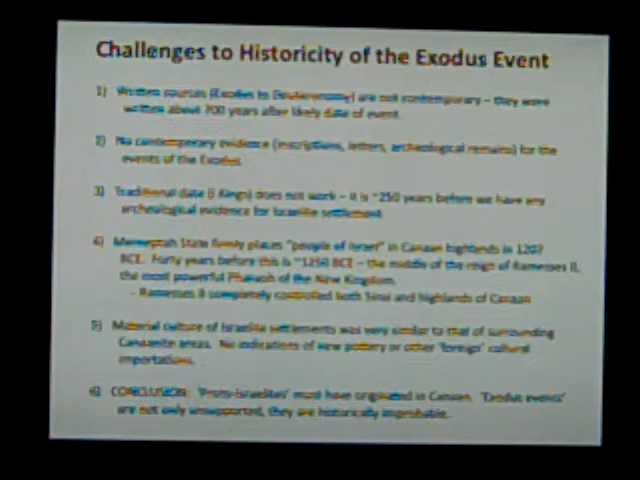 Challenges to Historicity of the Exodus Event
1) Written sources (Exodus to Deuteronomy) are not contemporary – they were
written about 700 years after likely date of event.
2) No contemporary evidence (inscriptions, letters, archeological remains) for the
events of the Exodus.
3) Traditional date (I Kings) does not work – it is ~250 years before we have any
archeological evidence for Israelite settlement
4) Merneptah Stele firmly places "people of Israel" in Canaan highlands in 1207
BCE. Forty years before this is ~1250 BCE – the middle of the reign of Ramesses II,
the most powerful Pharaoh of the New Kingdom.
- Ramesses II completely controlled both Sinai and highlands of Canaan
5) Material culture of Israelite settlements was very similar to that of surrounding
Canaanite areas. No indications of new pottery or other 'foreign' cultural
importations.
6) CONCLUSION: 'Proto-Israelites' must have originated in Canaan. 'Exodus events'
are not only unsupported, they are historically improbable.